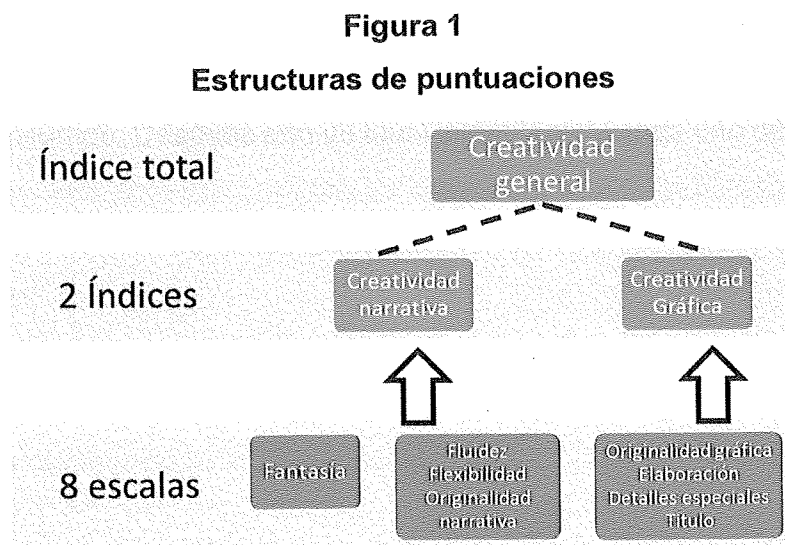 Figura 1
Estructuras de puntuaciones
Índice total
Creatividad
general
2 Índices
Creatividad
narrativa
Creatividad
Gráfica
8 escalas
Fantasía
Fluidez
Flexibilidad
Originalidad
narrativa
Originalidad gráfica
Elaboración
Detalles especiales
Título